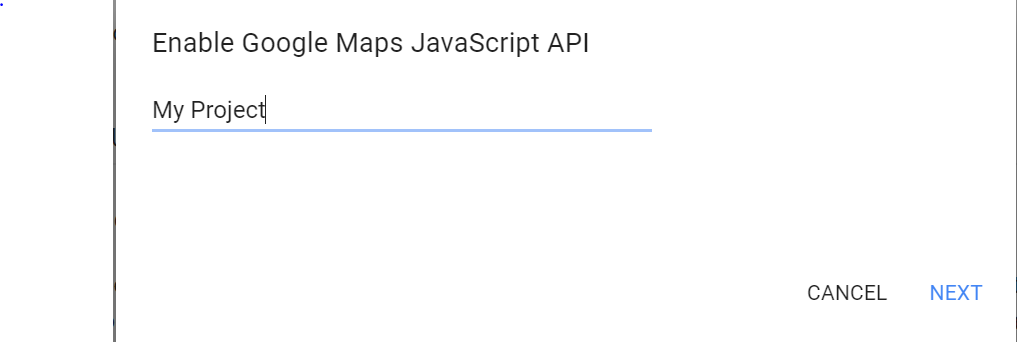 Enable Google Maps JavaScript API
My Project
CANCEL NEXT